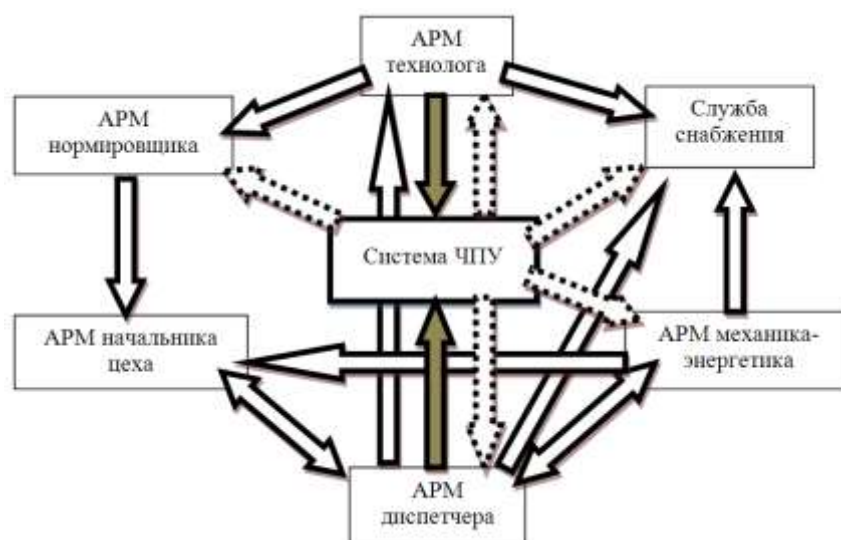 АРМ
технолога
АРМ
нормировщика
Служба
снабжения
Система ЧПУ
АРМ начальника
цеха
АРМ механика-
энергетика
АРМ
диспетчера